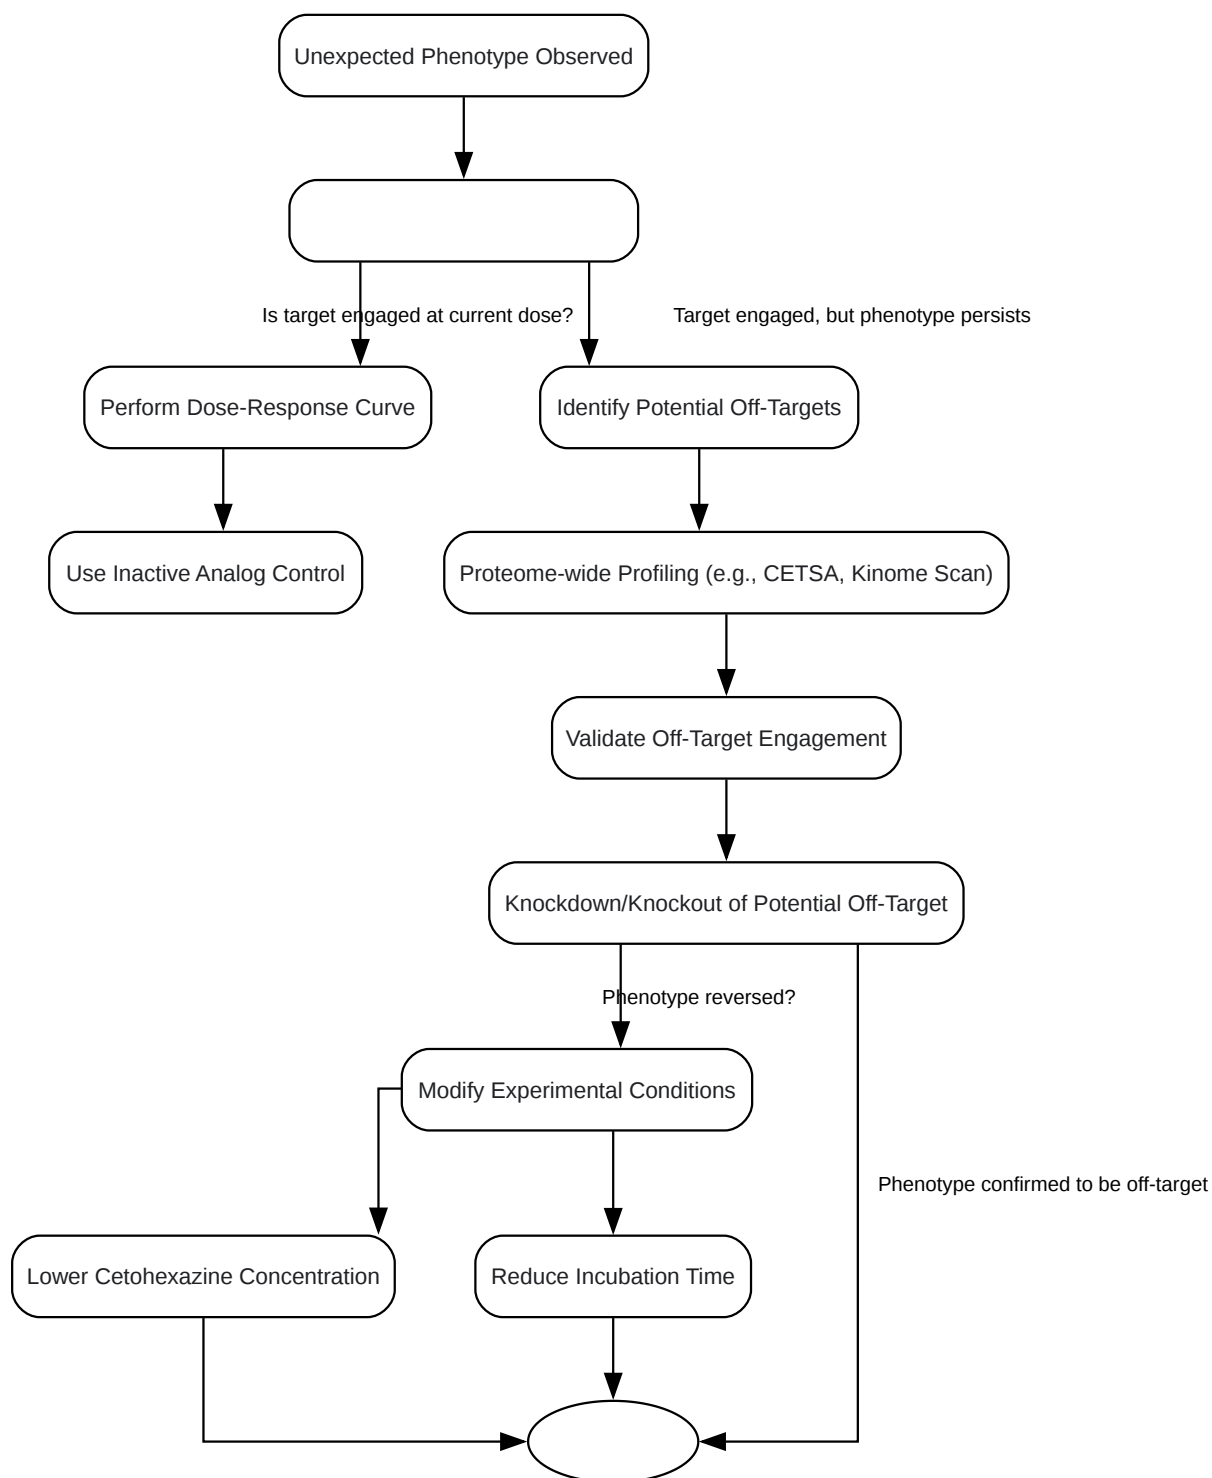 Unexpected Phenotype Observed
Is target engaged at current dose?
Target engaged, but phenotype persists
Perform Dose-Response Curve
Identify Potential Off-Targets
Use Inactive Analog Control
Proteome-wide Profiling (e.g., CETSA, Kinome Scan)
Validate Off-Target Engagement
Knockdown/Knockout of Potential Off-Target
Phenotype reversed?
Modify Experimental Conditions
Phenotype confirmed to be off-target
Lower Cetohexazine Concentration
Reduce Incubation Time